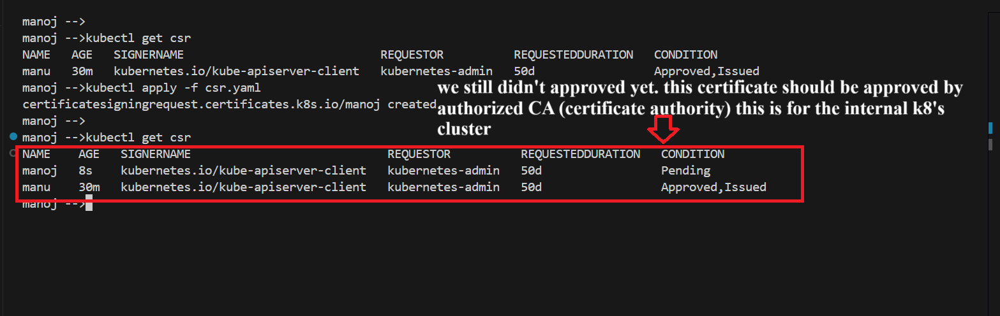 manoj -->
manoj -->kubectl get csr
NAME   AGE   SIGNERNAME                            REQUESTOR          REQUESTEDDURATION   CONDITION
manu   30m   kubernetes.io/kube-apiserver-client   kubernetes-admin   50d                 Approved,Issued
manoj -->kubectl apply -f csr.yaml
certificatesigningrequest.certificates.k8s.io/manoj created
we still didn't approved yet. this certificate should be approved by
authorized CA (certificate authority) this is for the internal k8's
cluster
manoj -->
manoj -->kubectl get csr
NAME    AGE   SIGNERNAME                            REQUESTOR          REQUESTEDDURATION   CONDITION
manoj   8s    kubernetes.io/kube-apiserver-client   kubernetes-admin   50d                 Pending
manu    30m   kubernetes.io/kube-apiserver-client   kubernetes-admin   50d                 Approved,Issued
manoj -->